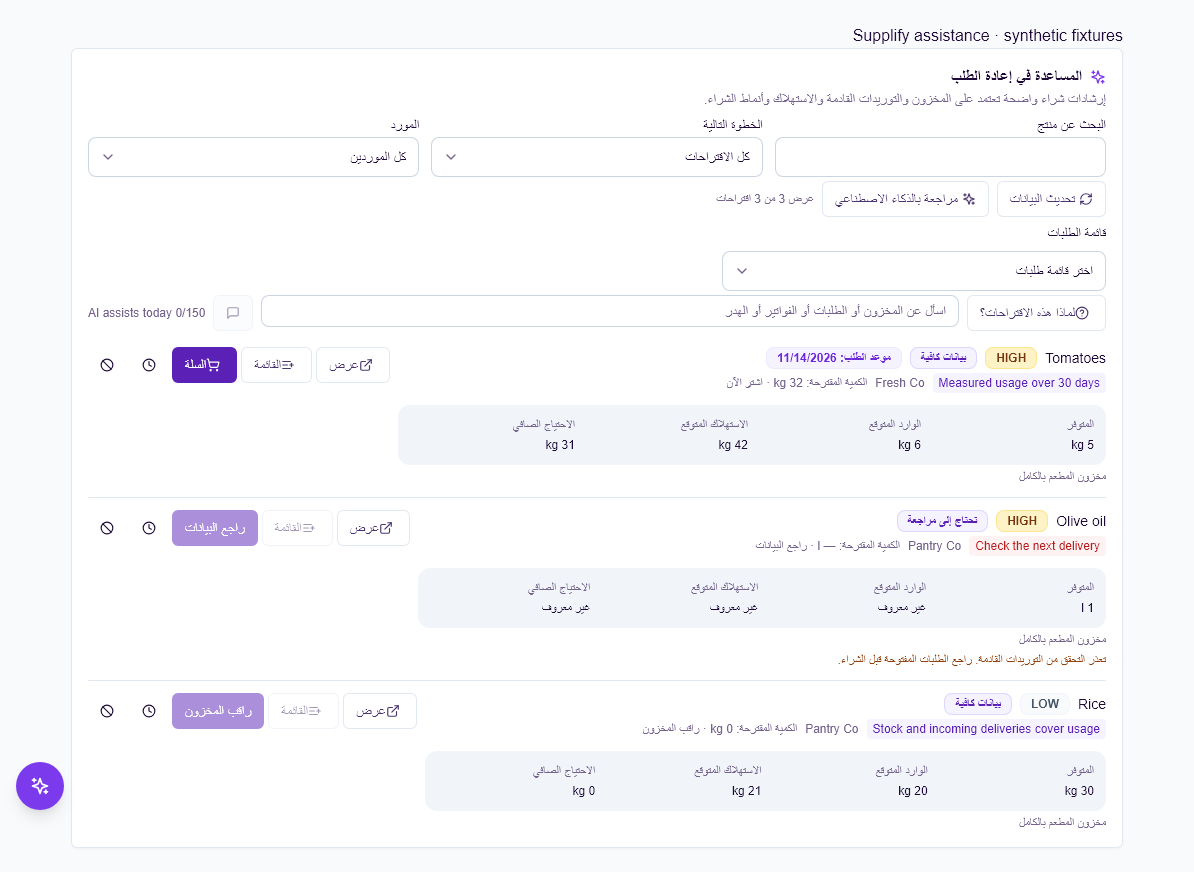 Supplify assistance · synthetic fixtures
المساعدة في إعادة الطلب
إرشادات شراء واضحة تعتمد على المخزون والتوريدات القادمة والاستهلاك وأنماط الشراء.
البحث عن منتج الخطوة التالية المورد
كل الاقتراحات كل الموردين
تحديث البيانات مراجعة بالذكاء الاصطناعي عرض 3 من 3 اقتراحات
قائمة الطلبات
اختر قائمة طلبات
لماذا هذه الاقتراحات؟ اسأل عن المخزون أو الطلبات أو الفواتير أو الهدر AI assists today 0/150
Tomatoes HIGH بيانات كافية موعد الطلب: 11/14/2026 عرض القائمة السلة
Measured usage over 30 days Fresh Co الكمية المقترحة: 32 kg · اشتر الآن
المتوفر الوارد المتوقع الاستهلاك المتوقع الاحتياج الصافي
5 kg 6 kg 42 kg 31 kg
مخزون المطعم بالكامل
Olive oil HIGH تحتاج إلى مراجعة عرض القائمة راجع البيانات
Check the next delivery Pantry Co الكمية المقترحة: — l · راجع البيانات
المتوفر الوارد المتوقع الاستهلاك المتوقع الاحتياج الصافي
1 l غير معروف غير معروف غير معروف
مخزون المطعم بالكامل
تعذر التحقق من التوريدات القادمة. راجع الطلبات المفتوحة قبل الشراء.
Rice LOW بيانات كافية عرض القائمة راقب المخزون
Stock and incoming deliveries cover usage Pantry Co الكمية المقترحة: 0 kg · راقب المخزون
المتوفر الوارد المتوقع الاستهلاك المتوقع الاحتياج الصافي
30 kg 20 kg 21 kg 0 kg
مخزون المطعم بالكامل